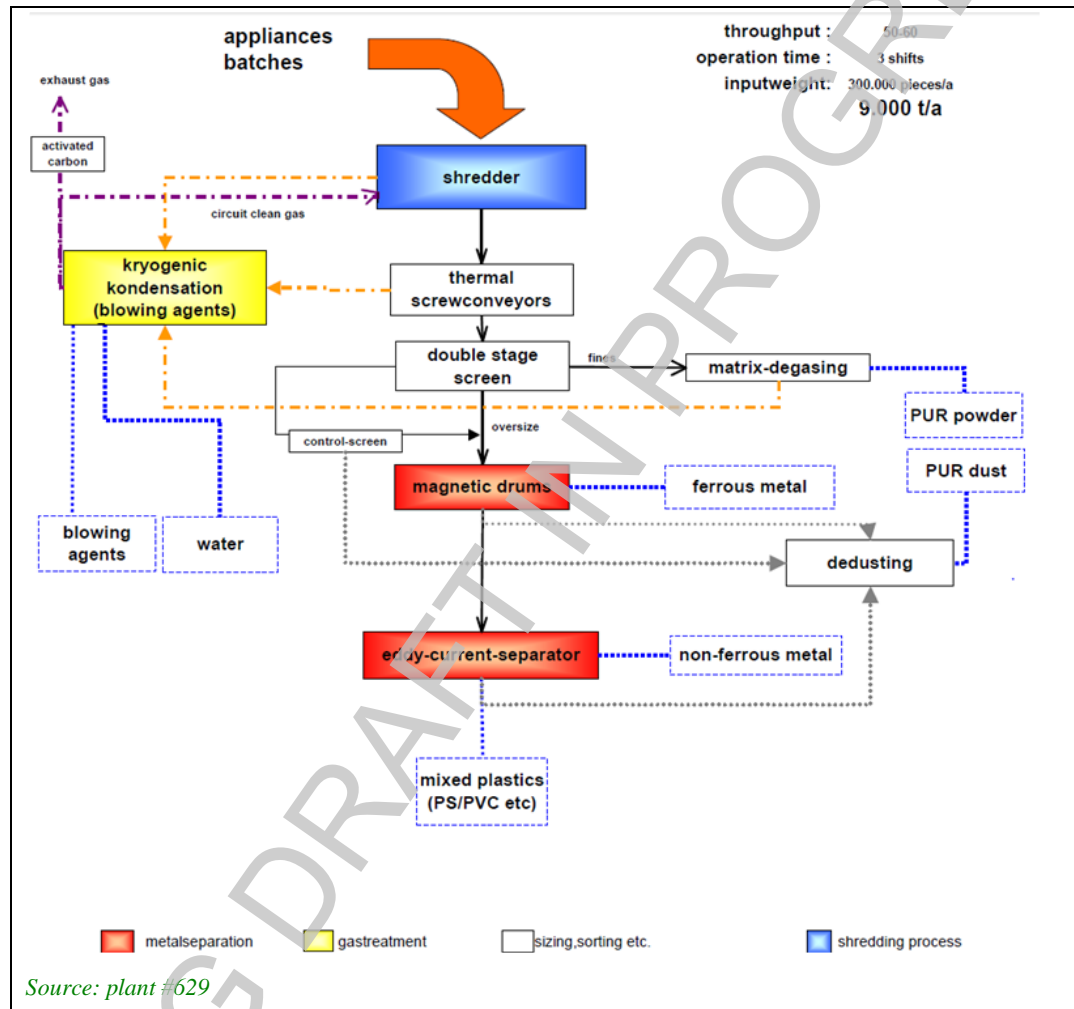 appliances
batches
throughput :
50-60
operation time :
3 shifts
inputweight:
300.000 pieces/a
9.000 t/a
exhaust gas
activated
carbon
shredder
circuit clean gas
kryogenic
kondensation
(blowing agents)
thermal
screwconveyors
double stage
screen
fines
matrix-degasing
PUR powder
oversize
control-screen
PUR dust
magnetic drums
ferrous metal
blowing
agents
water
dedusting
eddy-current-separator
non-ferrous metal
mixed plastics
(PS/PVC etc)
metalseparation
gastreatment
sizing,sorting etc.
shredding process
Source: plant #629
G DRAFT IN PROGRE